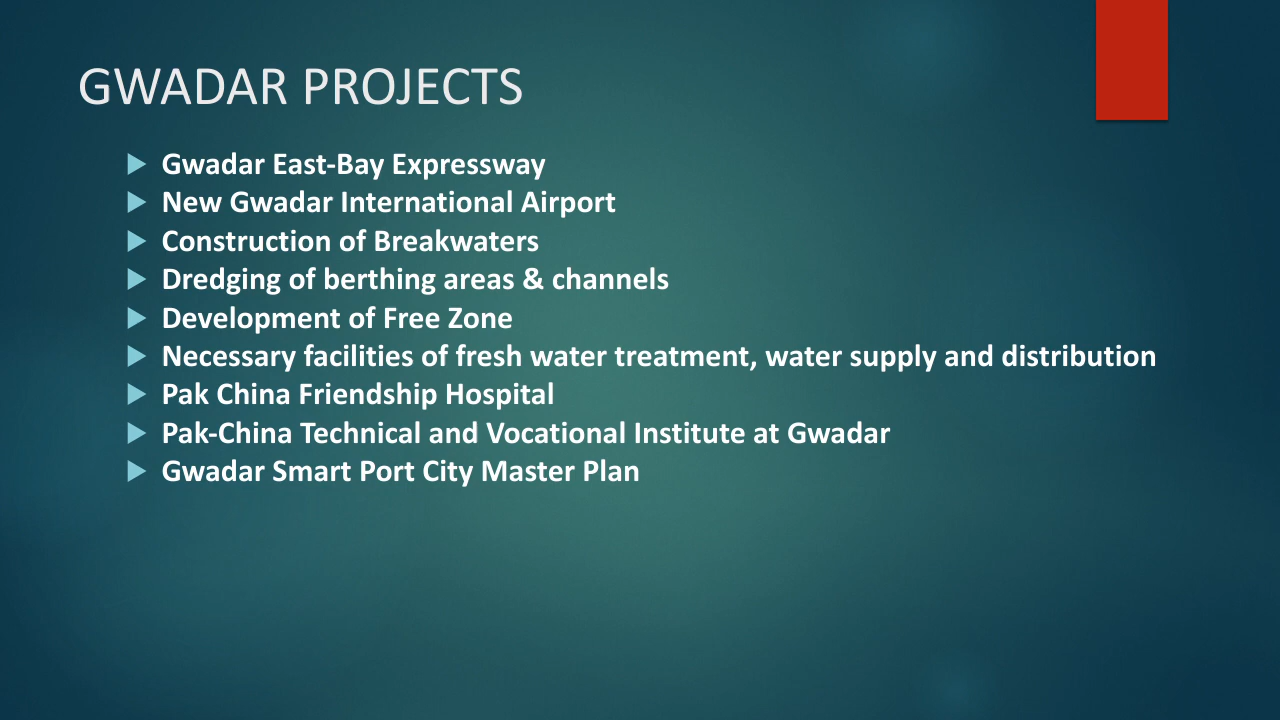 GWADAR PROJECTS
Gwadar East-Bay Expressway
New Gwadar International Airport
Construction of Breakwaters
Dredging of berthing areas & channels
Development of Free Zone
Necessary facilities of fresh water treatment, water supply and distribution
Pak China Friendship Hospital
Pak-China Technical and Vocational Institute at Gwadar
Gwadar Smart Port City Master Plan